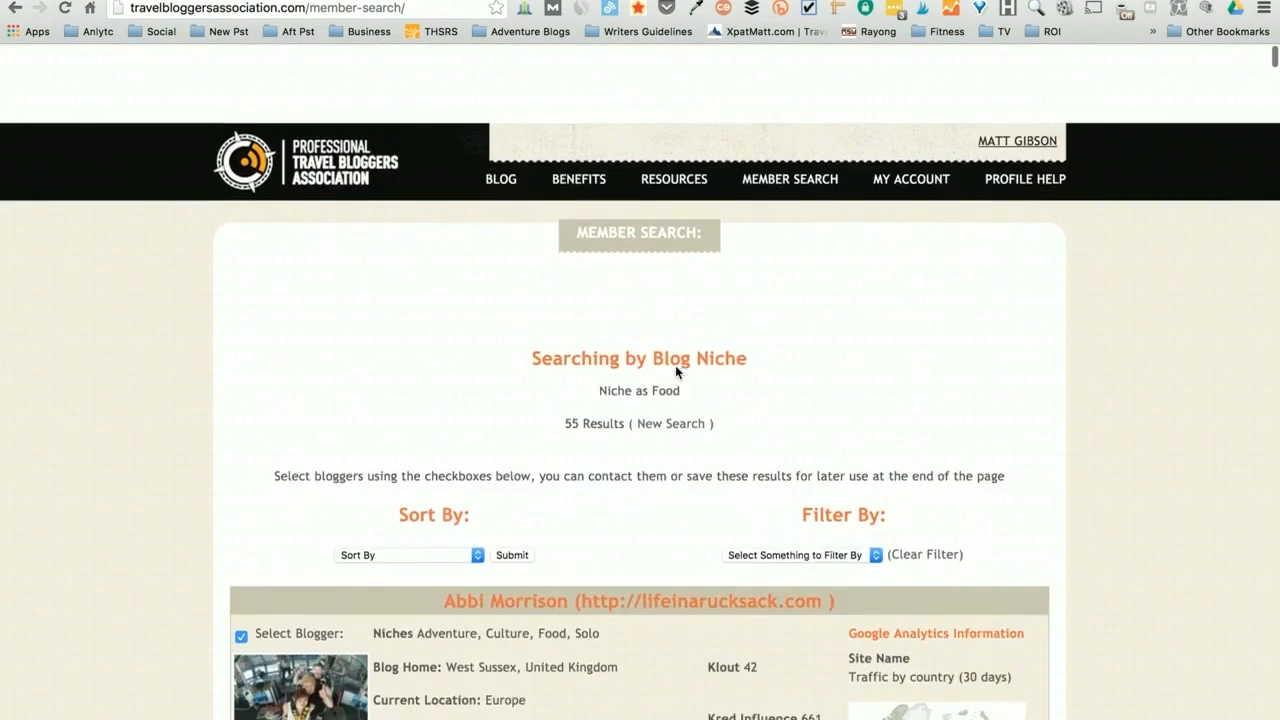 travelbloggersassociation.com/member-search/
Apps Anlytc Social New Pst Aft Pst Business THSRS Adventure Blogs Writers Guidelines XpatMatt.com | Trav Rayong Fitness TV ROI » Other Bookmarks
MATT GIBSON
PROFESSIONAL
TRAVEL BLOGGERS
ASSOCIATION
BLOG BENEFITS RESOURCES MEMBER SEARCH MY ACCOUNT PROFILE HELP
MEMBER SEARCH:
Searching by Blog Niche
Niche as Food
55 Results ( New Search )
Select bloggers using the checkboxes below, you can contact them or save these results for later use at the end of the page
Sort By: Filter By:
Sort By Submit Select Something to Filter By (Clear Filter)
Abbi Morrison (http://lifeinarucksack.com )
Select Blogger: Niches Adventure, Culture, Food, Solo Google Analytics Information
Site Name
Blog Home: West Sussex, United Kingdom Klout 42
Traffic by country (30 days)
Current Location: Europe
Kred Influence 661